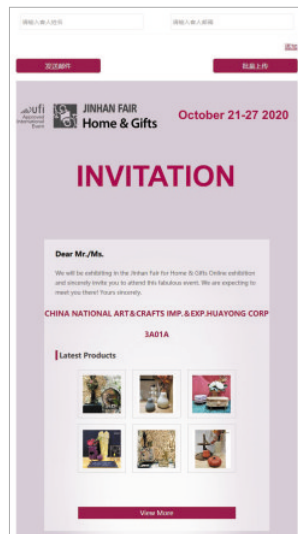 请输入商人姓名
请输入商人邮箱
添加
发送邮件
批量上传
ufi
Approved
International
Event
JINHAN FAIR
Home & Gifts
October 21-27 2020
INVITATION
Dear Mr./Ms.
We will be exhibiting in the Jinhan Fair for Home & Gifts Online exhibition
and sincerely invite you to attend this fabulous event. We are expecting to
meet you there! Yours sincerely.
CHINA NATIONAL ART&CRAFTS IMP.&EXP.HUAYONG CORP
3A01A
Latest Products
View More